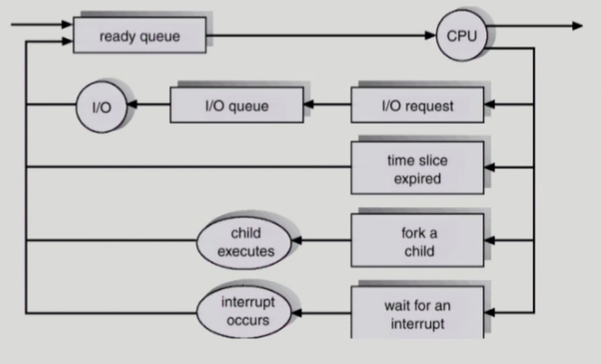 ready queue
CPU
I/O
I/O queue
I/O request
time slice
expired
child
executes
fork a
child
interrupt
occurs
wait for an
interrupt